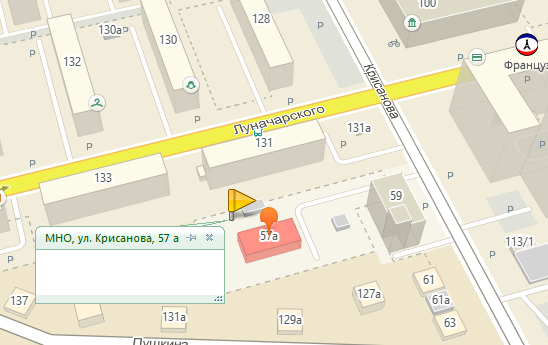 100
128
130а
130
132
Француз
Крисанова
Луначарского
131а
131
133
59
57а
МНО, ул. Крисанова, 57 а
113/1
61
127а
61а
137
131а
129а
63
Пушкина